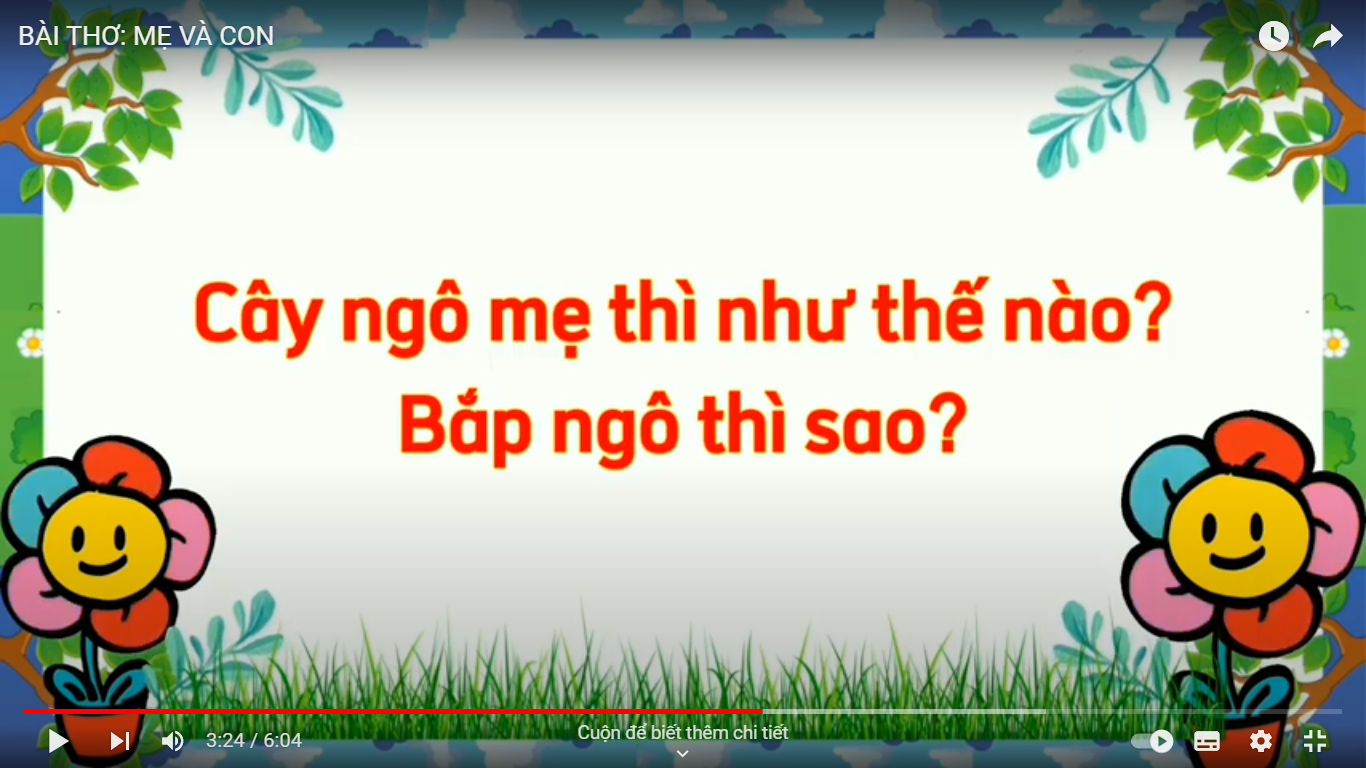 BÀI THƠ: MẸ VÀ CON
Cây ngô mẹ thì như thế nào?
Bắp ngô thì sao?
Cuộn để biết thêm chi tiết
3:24 / 6:04